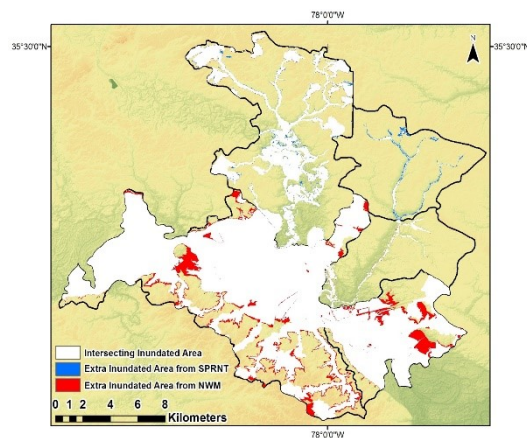 78°0'0"W
35°30'0"N
35°30'0"N
N
Intersecting Inundated Area
Extra Inundated Area from SPRNT
Extra Inundated Area from NWM
0 1 2 4 6 8
Kilometers
78°0'0"W